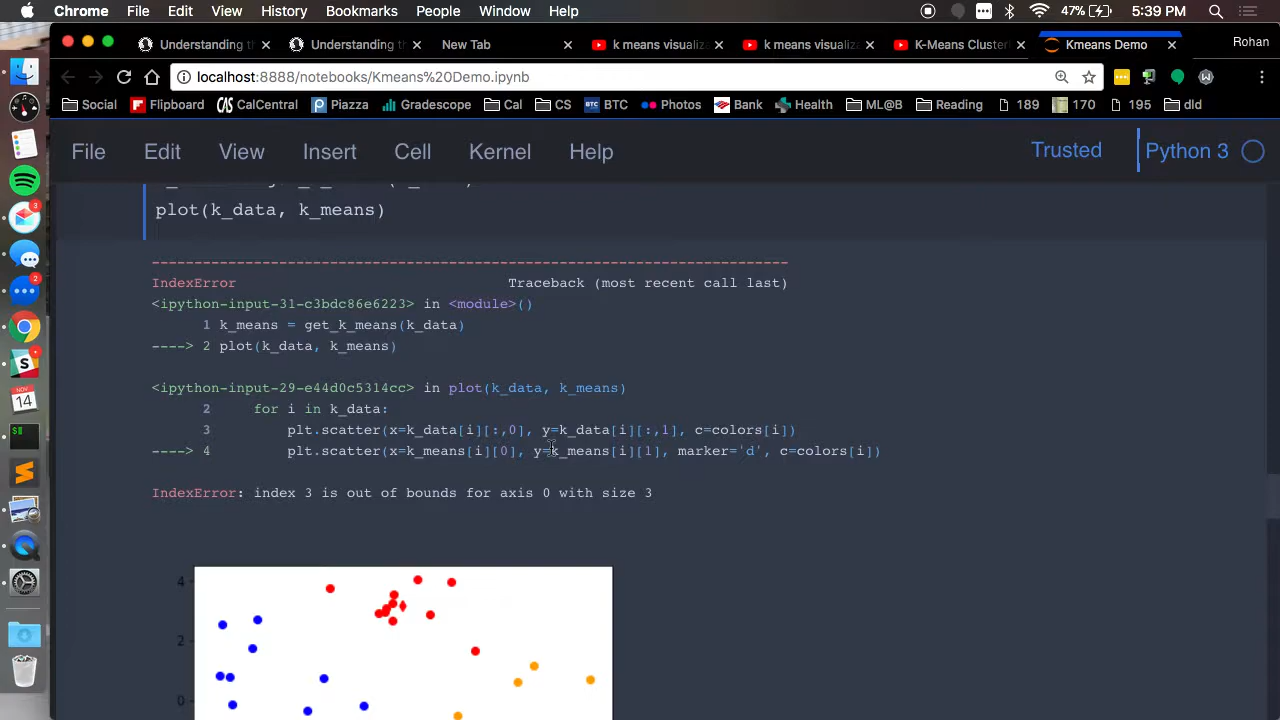 Chrome File Edit View History Bookmarks People Window Help 47% 5:39 PM
Understanding th Understanding th New Tab k means visualiza k means visualiza K-Means Cluster Kmeans Demo Rohan
localhost:8888/notebooks/Kmeans%20Demo.ipynb
Social Flipboard CalCentral Piazza Gradescope Cal CS BTC Photos Bank Health ML@B Reading 189 170 195 dld
File Edit View Insert Cell Kernel Help Trusted Python 3
plot(k_data, k_means)
---------------------------------------------------------------------------
IndexError Traceback (most recent call last)
<ipython-input-31-c3bdc86e6223> in <module>()
1 k_means = get_k_means(k_data)
----> 2 plot(k_data, k_means)
<ipython-input-29-e44d0c5314cc> in plot(k_data, k_means)
2 for i in k_data:
3 plt.scatter(x=k_data[i][:,0], y=k_data[i][:,1], c=colors[i])
----> 4 plt.scatter(x=k_means[i][0], y=k_means[i][1], marker='d', c=colors[i])
IndexError: index 3 is out of bounds for axis 0 with size 3
4
2
0